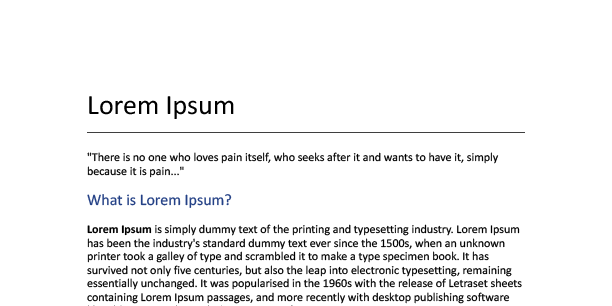 Lorem Ipsum
"There is no one who loves pain itself, who seeks after it and wants to have it, simply
because it is pain..."
What is Lorem Ipsum?
Lorem Ipsum is simply dummy text of the printing and typesetting industry. Lorem Ipsum
has been the industry's standard dummy text ever since the 1500s, when an unknown
printer took a galley of type and scrambled it to make a type specimen book. It has
survived not only five centuries, but also the leap into electronic typesetting, remaining
essentially unchanged. It was popularised in the 1960s with the release of Letraset sheets
containing Lorem Ipsum passages, and more recently with desktop publishing software